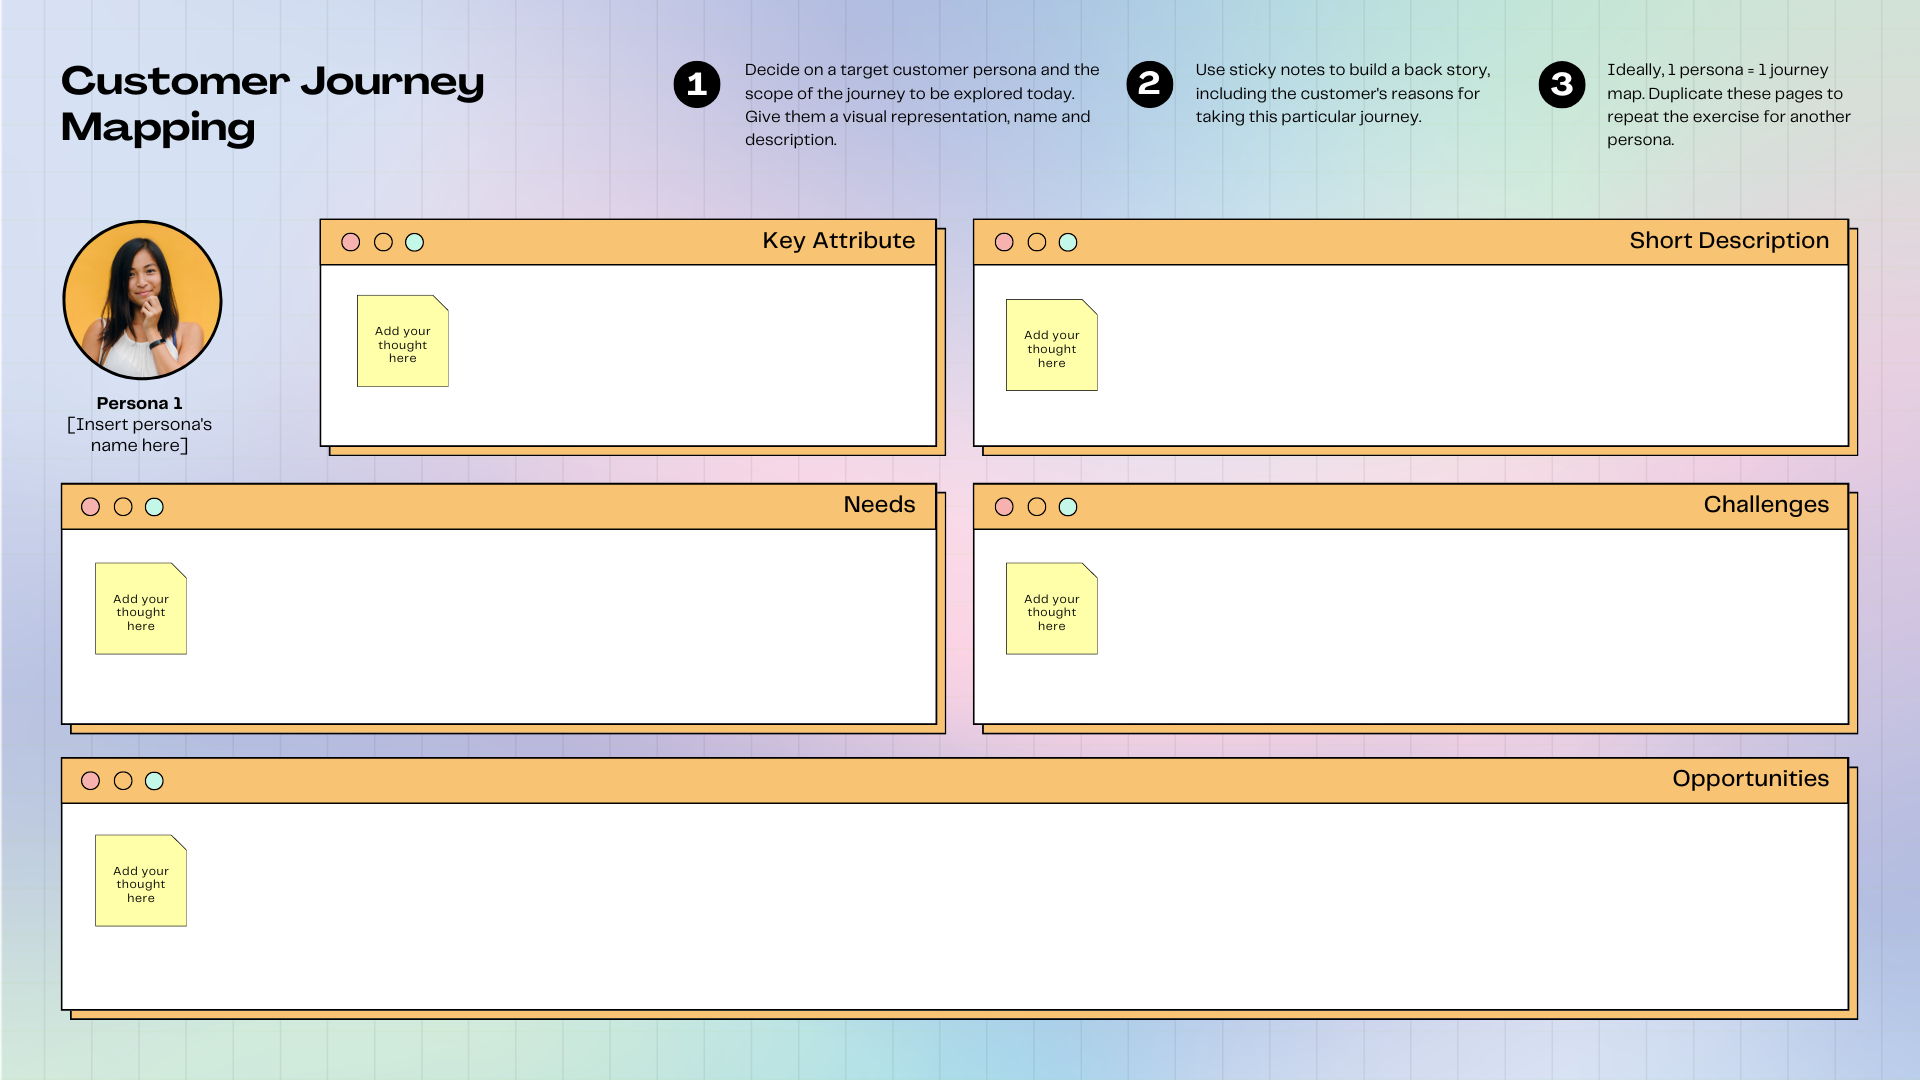 Customer Journey
Mapping
1
Decide on a target customer persona and the
scope of the journey to be explored today.
Give them a visual representation, name and
description.
2
Use sticky notes to build a back story,
including the customer's reasons for
taking this particular journey.
3
Ideally, 1 persona = 1 journey
map. Duplicate these pages to
repeat the exercise for another
persona.
Persona 1
[Insert persona's
name here]
Key Attribute
Add your
thought
here
Short Description
Add your
thought
here
Needs
Add your
thought
here
Challenges
Add your
thought
here
Opportunities
Add your
thought
here